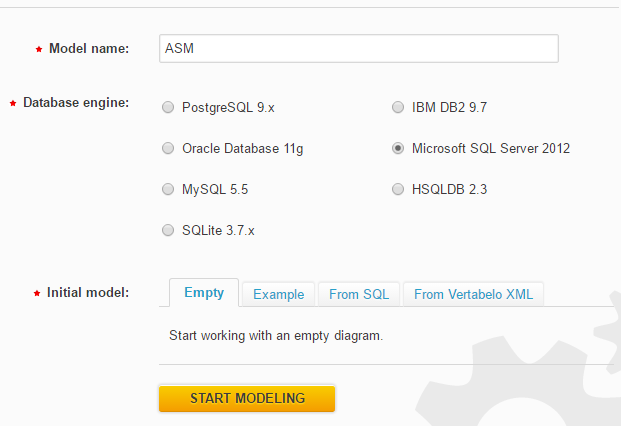 * Model name: ASM
* Database engine:
PostgreSQL 9.x IBM DB2 9.7
Oracle Database 11g Microsoft SQL Server 2012
MySQL 5.5 HSQLDB 2.3
SQLite 3.7.x
* Initial model: Empty Example From SQL From Vertabelo XML
Start working with an empty diagram.
START MODELING